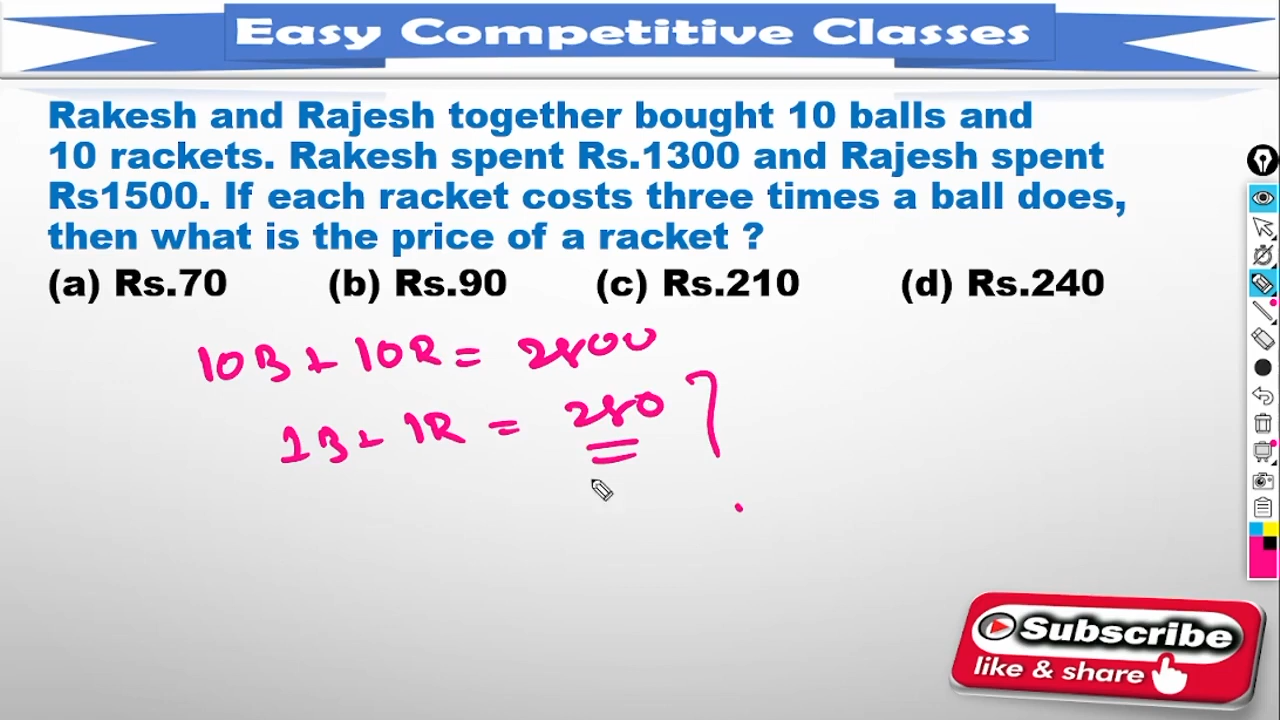 Easy Competitive Classes
Rakesh and Rajesh together bought 10 balls and
10 rackets. Rakesh spent Rs.1300 and Rajesh spent
Rs1500. If each racket costs three times a ball does,
then what is the price of a racket ?
(a) Rs.70 (b) Rs.90 (c) Rs.210 (d) Rs.240
10B + 10R = 2800
1B + 1R = 280
Subscribe
like & share